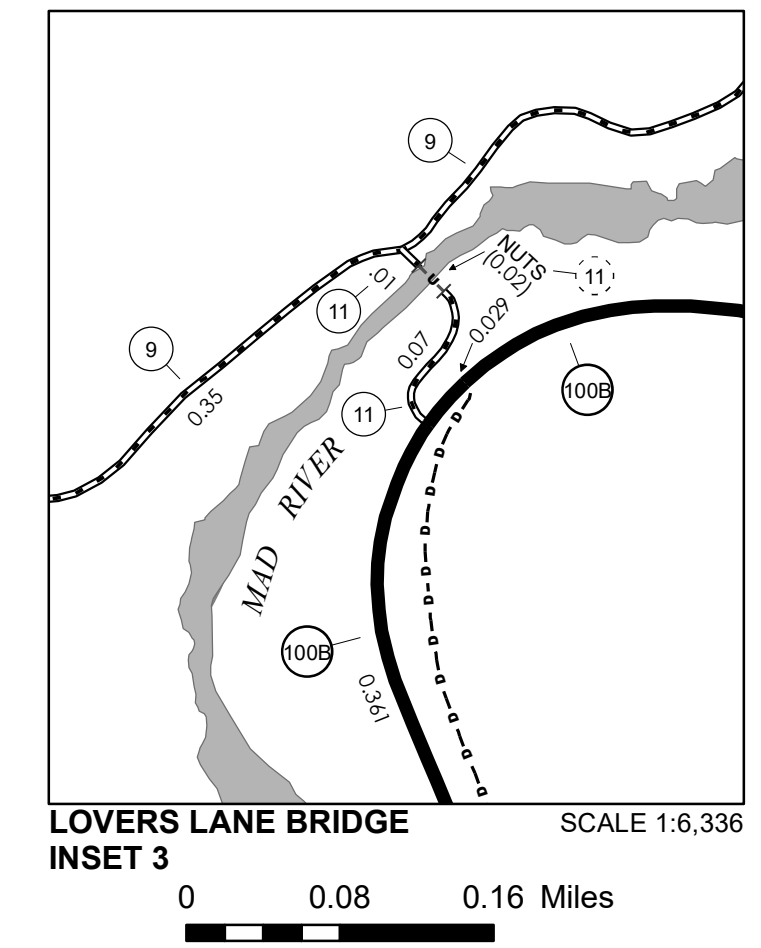 9
NUTS
(0.02)
11
.01
11
0.029
9
0.07
0.35
100B
11
MAD RIVER
100B
0.361
D
D
D
D
D
D
D
D
D
D
LOVERS LANE BRIDGE
SCALE 1:6,336
INSET 3
0 0.08 0.16 Miles